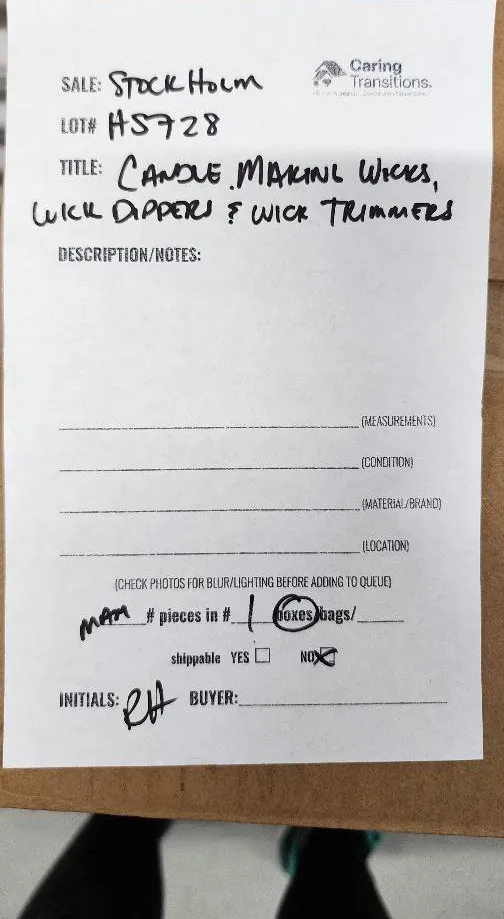 Caring
Transitions.
SALE: STOCKHOLM
LOT# H5728
TITLE: CANDLE MAKING WICKS,
WICK DIPPERS & WICK TRIMMERS
DESCRIPTION/NOTES:
(MEASUREMENTS)
(CONDITION)
(MATERIAL/BRAND)
(LOCATION)
(CHECK PHOTOS FOR BLUR/LIGHTING BEFORE ADDING TO QUEUE)
# pieces in # 1 boxes/bags/
shippable YES NO
INITIALS: RH BUYER: